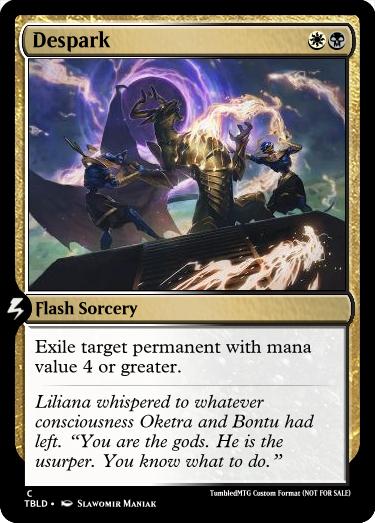 Despark
Flash Sorcery
Exile target permanent with mana
value 4 or greater.
Liliana whispered to whatever
consciousness Oketra and Bontu had
left. “You are the gods. He is the
usurper. You know what to do.”
C
TBLD • Slawomir Maniak
TumbledMTG Custom Format (NOT FOR SALE)